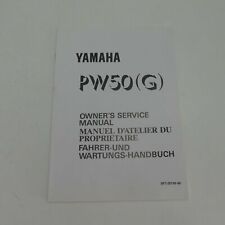 YAMAHA
PW50(G)
OWNER'S SERVICE
MANUAL
MANUEL D'ATELIER DU
PROPRIETAIRE
FAHRER-UND
WARTUNGS-HANDBUCH